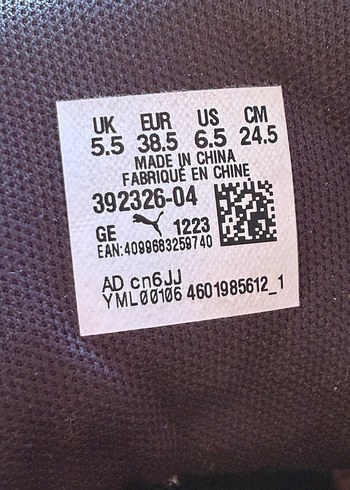 UK EUR US CM
5.5 38.5 6.5 24.5
MADE IN CHINA
FABRIQUÉ EN CHINE
392326-04
GE 1223
EAN:4099683259740
AD cn6JJ
YML00106 4601985612_1